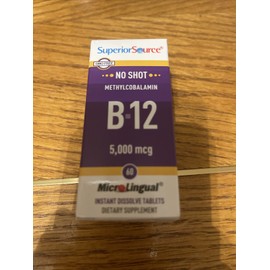 SuperiorSource®
NO SHOT
METHYLCOBALAMIN
B-12
5,000 mcg
60
MicroLingual®
INSTANT DISSOLVE TABLETS
DIETARY SUPPLEMENT